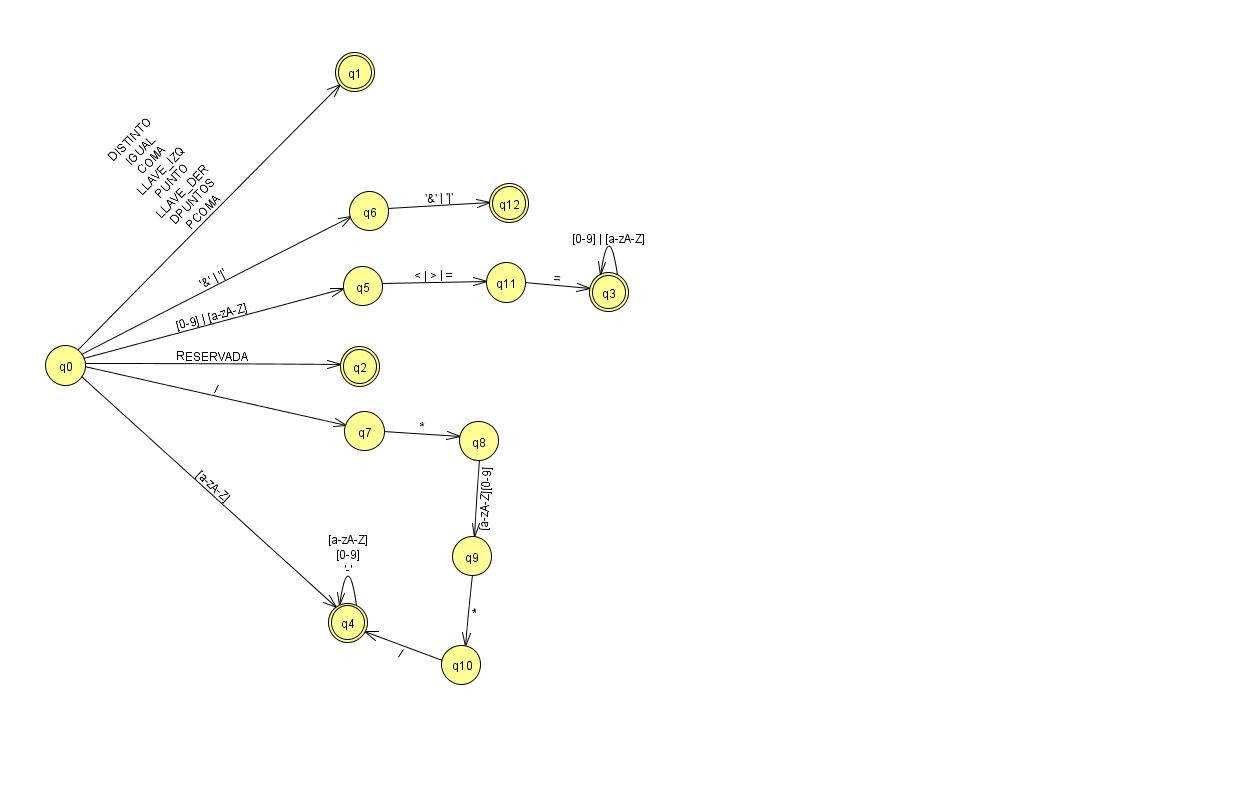 q1
DISTINTO
IGUAL
COMA
LLAVE_IZQ
PUNTO
LLAVE_DER
DPUNTOS
PCOMA
q6
'&' | '|'
q12
'&' | '|'
[0-9] | [a-zA-Z]
q5
< | > | =
q11
=
q3
[0-9] | [a-zA-Z]
q0
RESERVADA
q2
/
q7
*
q8
[a-zA-Z][0-9]
[a-zA-Z]
[a-zA-Z]
[0-9]
'-'
q9
*
q4
/
q10